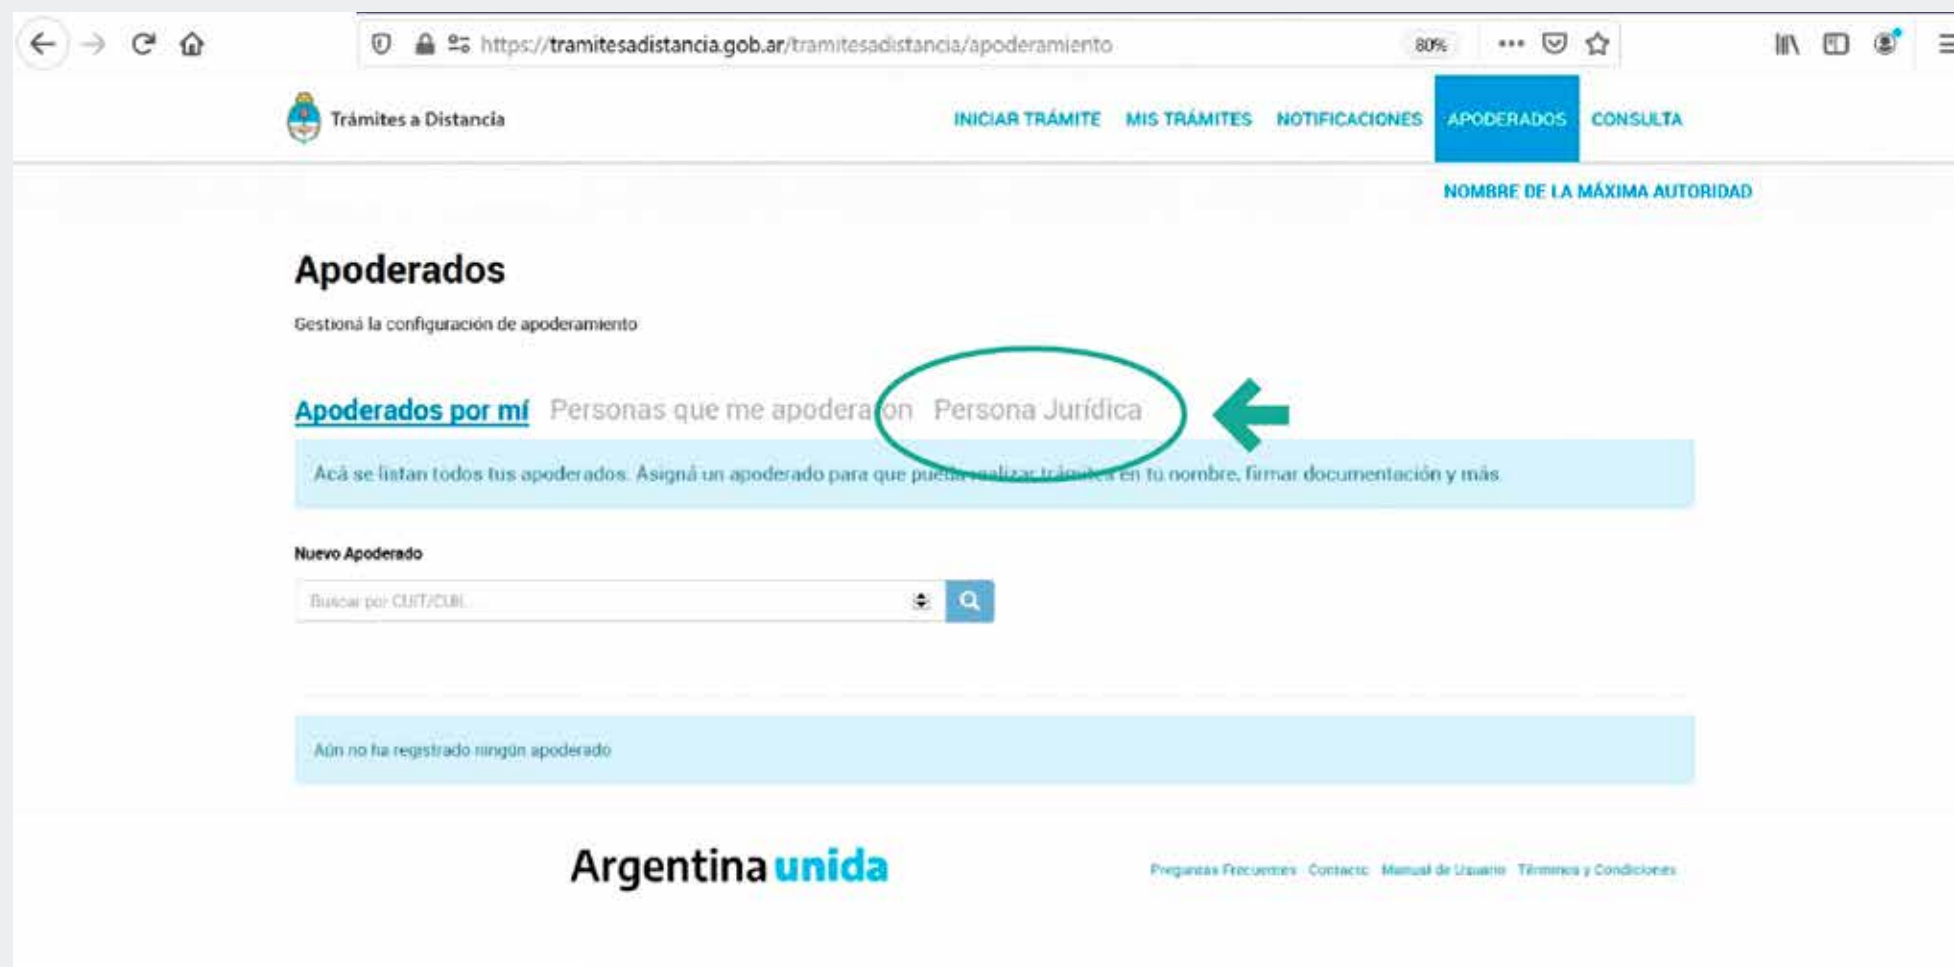 https://tramitesadistancia.gob.ar/tramitesadistancia/apoderamiento 80%
Trámites a Distancia INICIAR TRÁMITE MIS TRÁMITES NOTIFICACIONES APODERADOS CONSULTA
NOMBRE DE LA MÁXIMA AUTORIDAD
Apoderados
Gestioná la configuración de apoderamiento
Apoderados por mí Personas que me apoderaron Persona Jurídica
Acá se listan todos tus apoderados. Asigná un apoderado para que pueda realizar trámites en tu nombre, firmar documentación y más.
Nuevo Apoderado
Buscar por CUIT/CUIL...
Aún no ha registrado ningún apoderado
Argentina unida
Preguntas Frecuentes Contacto Manual de Usuario Términos y Condiciones